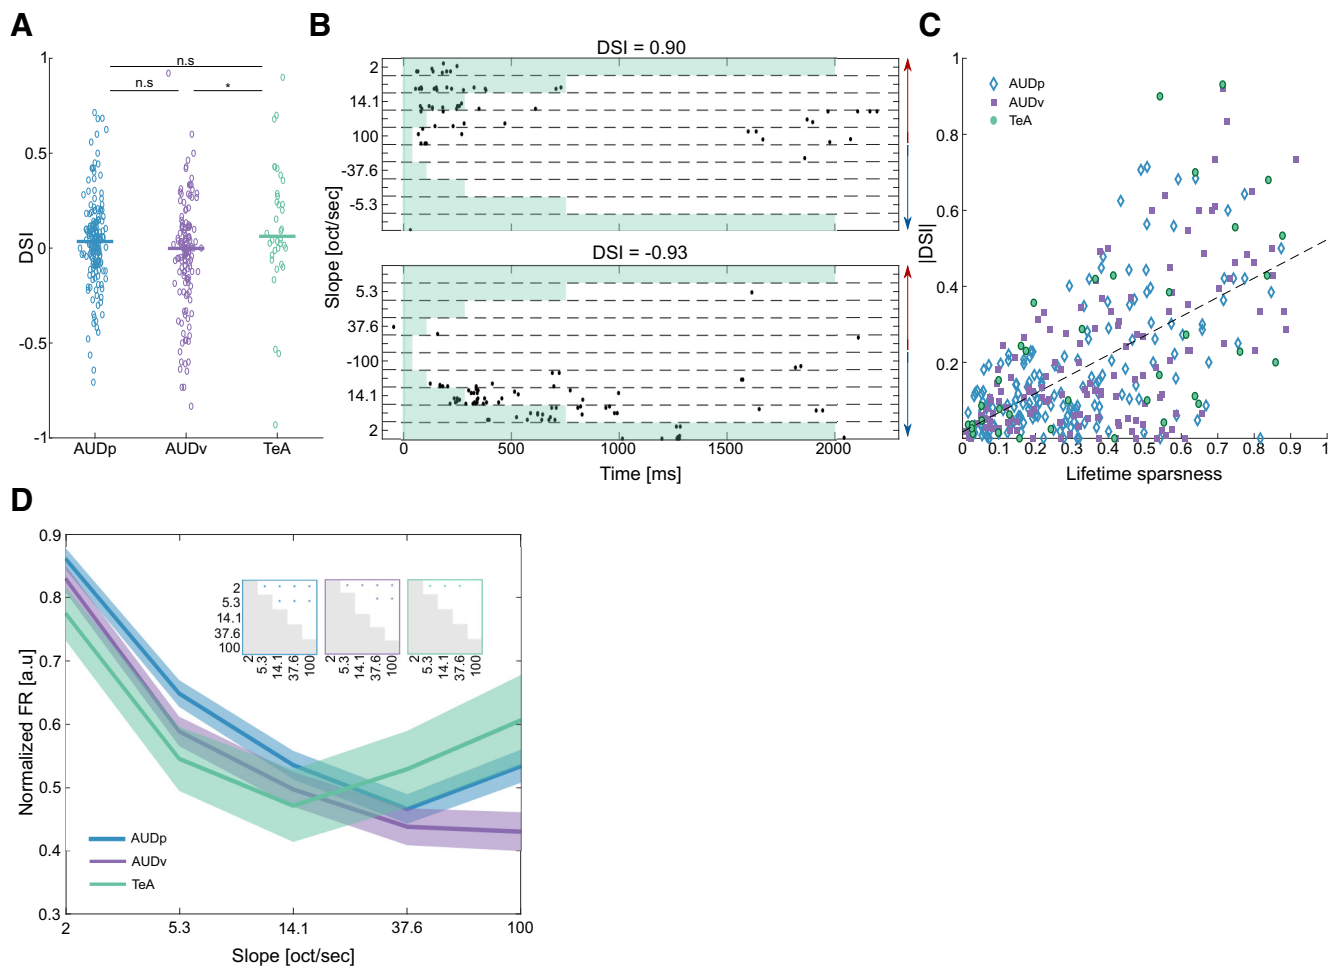 A
B
C
DSI
1
0.5
0
-0.5
-1
n.s
n.s
*
AUDp
AUDv
TeA
DSI = 0.90
2
14.1
100
-37.6
-5.3
Slope [oct/sec]
DSI = -0.93
5.3
37.6
-100
14.1
2
0
500
1000
1500
2000
Time [ms]
|DSI|
1
0.8
0.6
0.4
0.2
AUDp
AUDv
TeA
0
0.1
0.2
0.3
0.4
0.5
0.6
0.7
0.8
0.9
1
Lifetime sparsness
D
Normalized FR [a.u]
0.9
0.8
0.7
0.6
0.5
0.4
0.3
2
5.3
14.1
37.6
100
2
5.3
14.1
37.6
100
2
5.3
14.1
37.6
100
2
5.3
14.1
37.6
100
AUDp
AUDv
TeA
2
5.3
14.1
37.6
100
Slope [oct/sec]